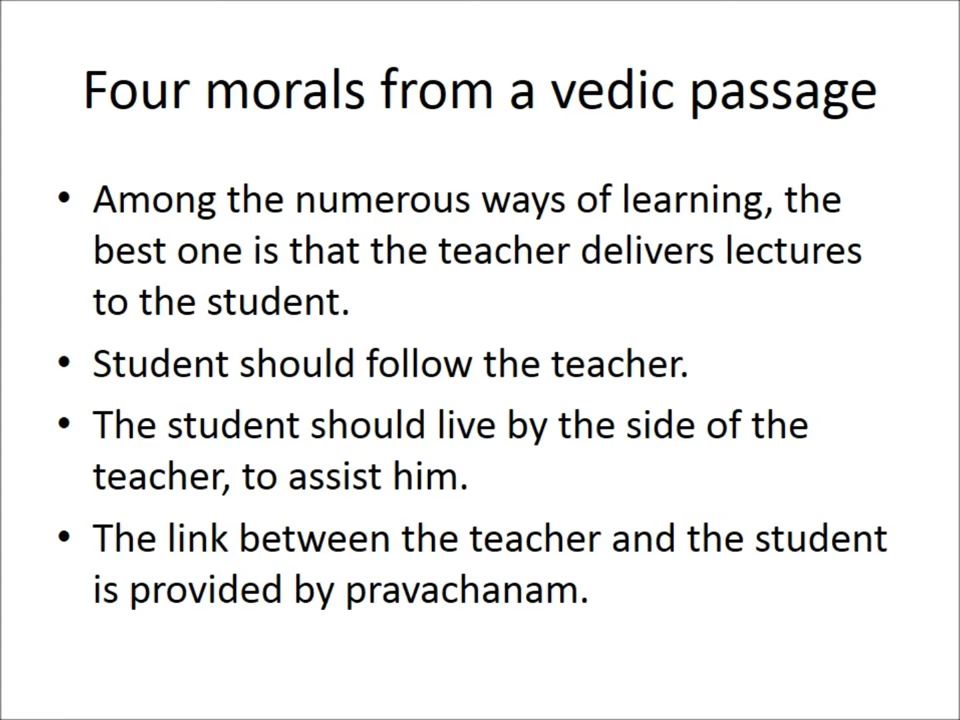 Four morals from a vedic passage
• Among the numerous ways of learning, the
best one is that the teacher delivers lectures
to the student.
• Student should follow the teacher.
• The student should live by the side of the
teacher, to assist him.
• The link between the teacher and the student
is provided by pravachanam.